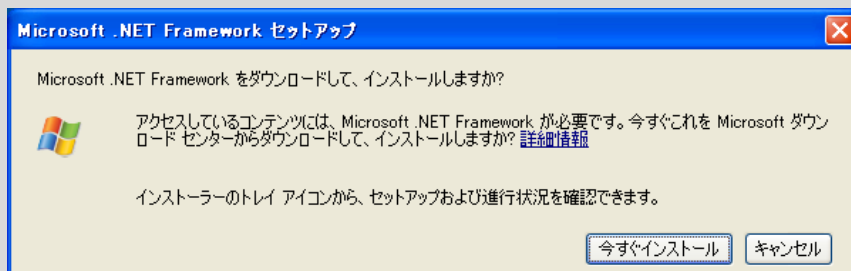 Microsoft .NET Framework セットアップ
Microsoft .NET Framework をダウンロードして、インストールしますか?
アクセスしているコンテンツには、Microsoft .NET Framework が必要です。今すぐこれを Microsoft ダウン
ロード センターからダウンロードして、インストールしますか? 詳細情報
インストーラーのトレイ アイコンから、セットアップおよび進行状況を確認できます。
今すぐインストール
キャンセル